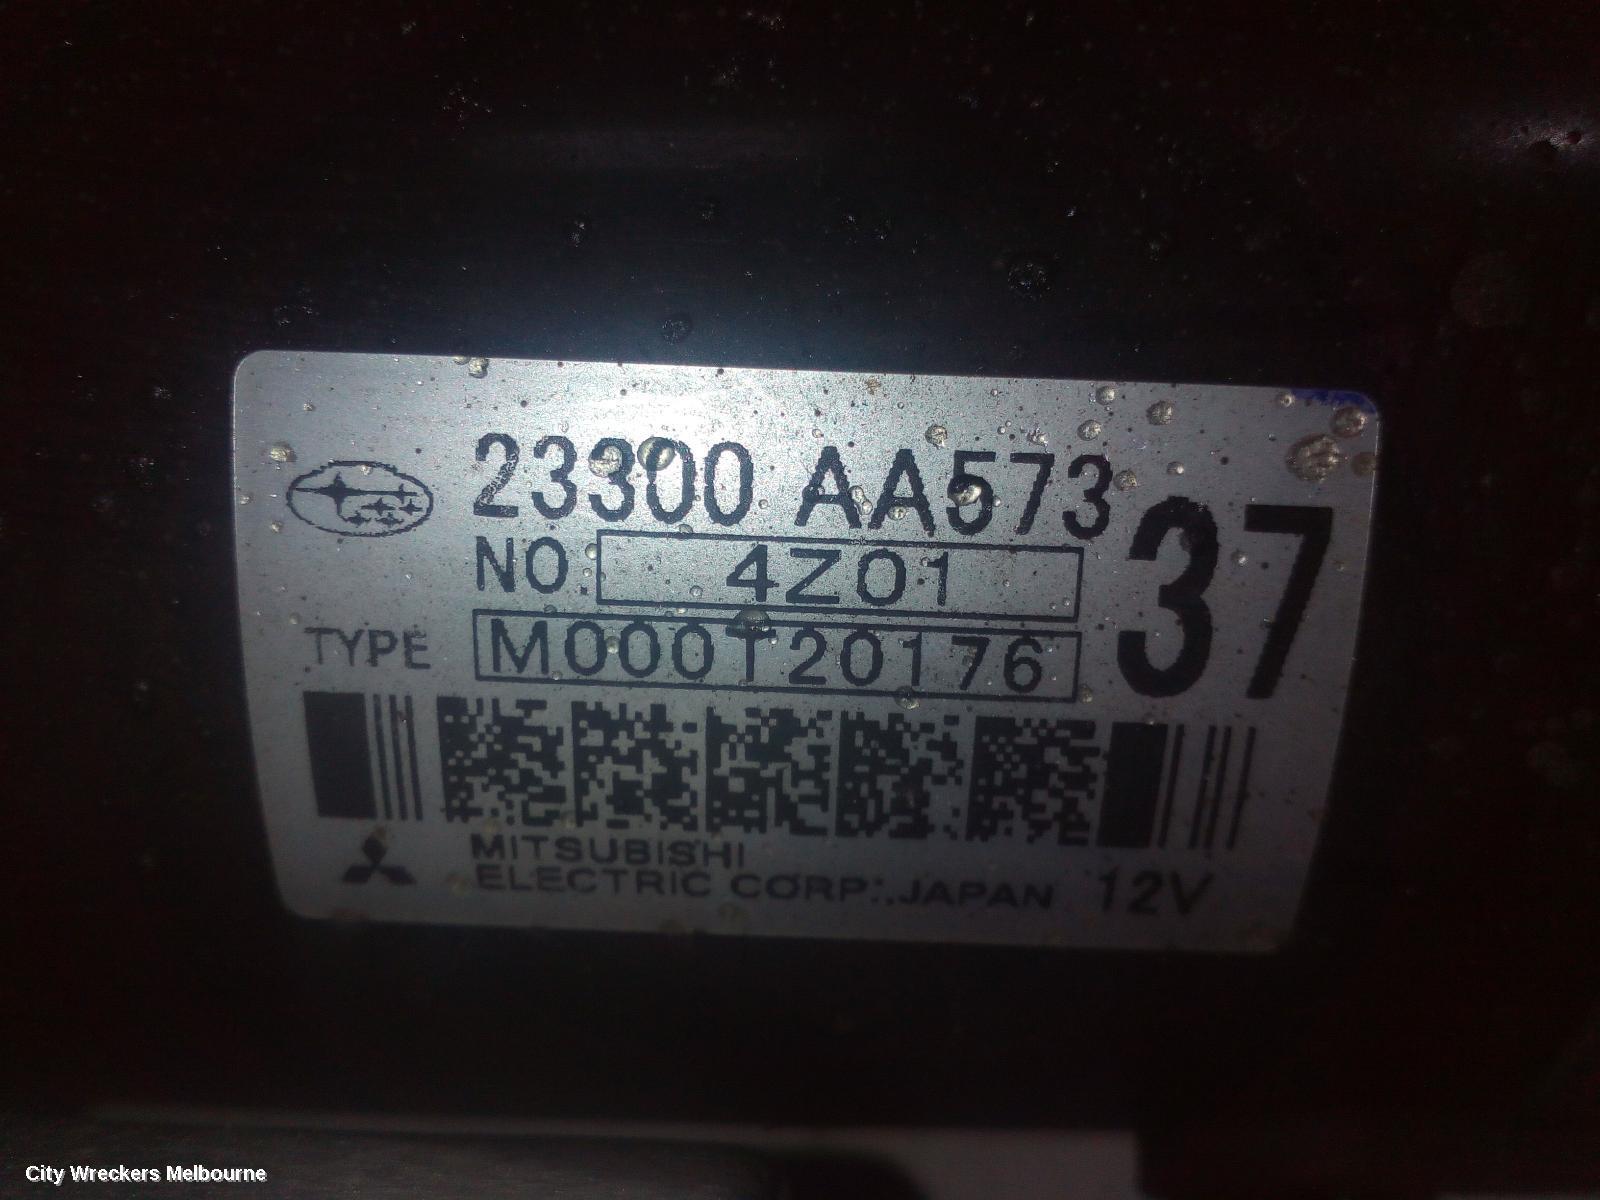 23300 AA573
37
NO. 4Z01
TYPE M000T20176
MITSUBISHI
ELECTRIC CORP. JAPAN 12V
City Wreckers Melbourne